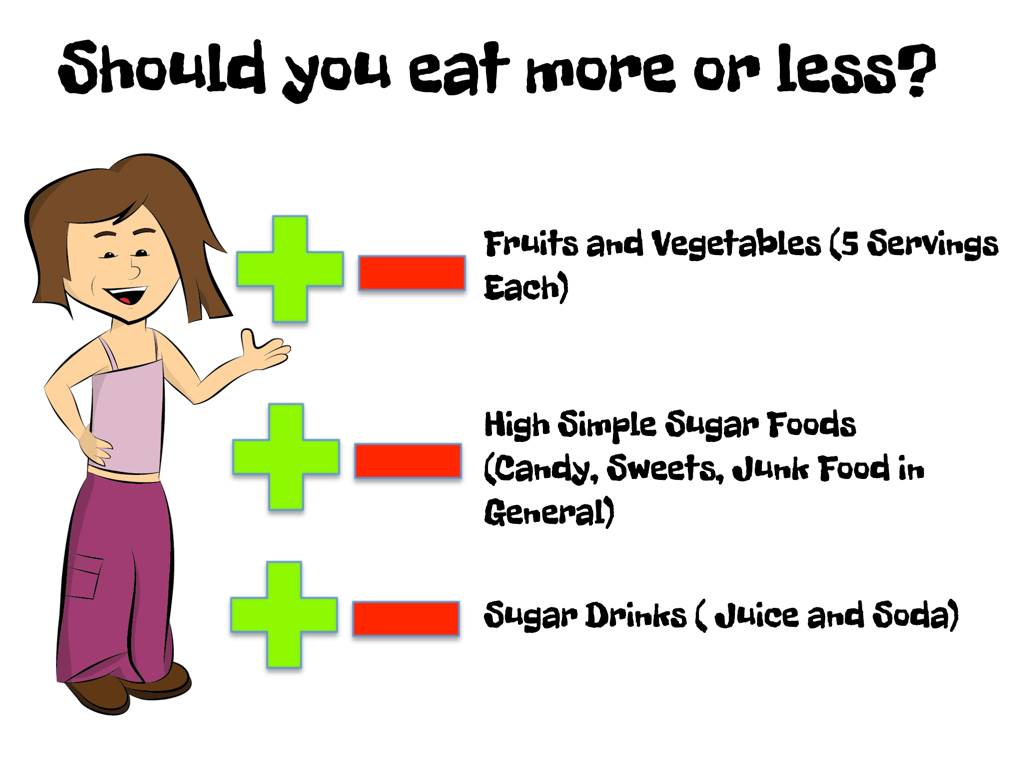 Should you eat more or less?
Fruits and Vegetables (5 Servings
Each)
High Simple Sugar Foods
(Candy, Sweets, Junk Food in
General)
Sugar Drinks ( Juice and Soda)